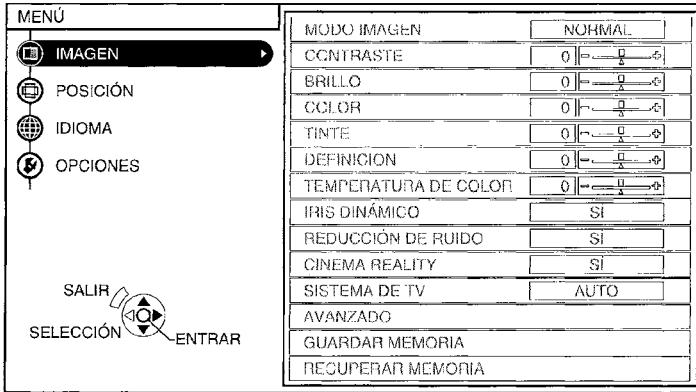 MENÚ
IMAGEN
POSICIÓN
IDIOMA
OPCIONES
SALIR
SELECCIÓN
ENTRAR
MODO IMAGEN NORMAL
CONTRASTE 0
BRILLO 0
COLOR 0
TINTE 0
DEFINICION 0
TEMPERATURA DE COLOR 0
IRIS DINÁMICO SÍ
REDUCCIÓN DE RUIDO SÍ
CINEMA REALITY SÍ
SISTEMA DE TV AUTO
AVANZADO
GUARDAR MEMORIA
RECUPERAR MEMORIA